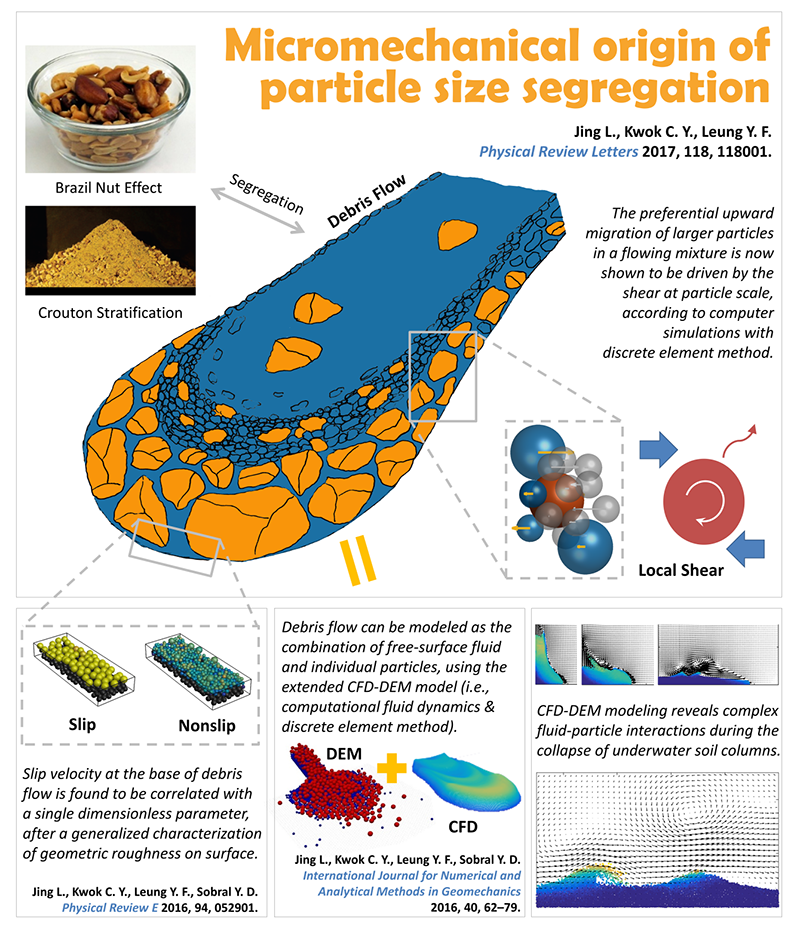 Micromechanical origin of
particle size segregation
Jing L., Kwok C. Y., Leung Y. F.
Physical Review Letters 2017, 118, 118001.
Brazil Nut Effect
Segregation
Debris Flow
Crouton Stratification
The preferential upward
migration of larger particles
in a flowing mixture is now
shown to be driven by the
shear at particle scale,
according to computer
simulations with
discrete element method.
Local Shear
Slip
Nonslip
Slip velocity at the base of debris
flow is found to be correlated with
a single dimensionless parameter,
after a generalized characterization
of geometric roughness on surface.
Jing L., Kwok C. Y., Leung Y. F., Sobral Y. D.
Physical Review E 2016, 94, 052901.
Debris flow can be modeled as the
combination of free-surface fluid
and individual particles, using the
extended CFD-DEM model (i.e.,
computational fluid dynamics &
discrete element method).
DEM
CFD
Jing L., Kwok C. Y., Leung Y. F., Sobral Y. D.
International Journal for Numerical and
Analytical Methods in Geomechanics
2016, 40, 62–79.
CFD-DEM modeling reveals complex
fluid-particle interactions during the
collapse of underwater soil columns.